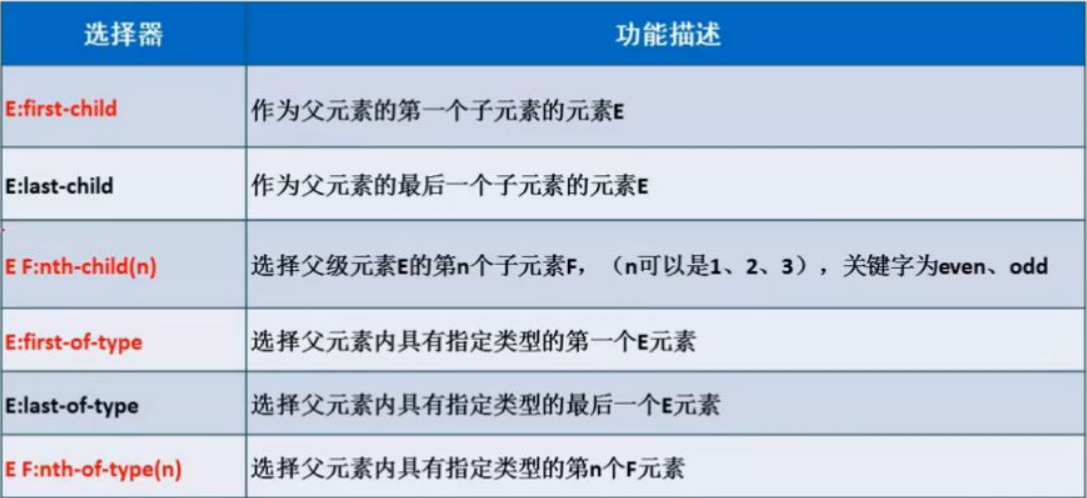 选择器 功能描述
E:first-child 作为父元素的第一个子元素的元素E
E:last-child 作为父元素的最后一个子元素的元素E
E F:nth-child(n) 选择父级元素E的第n个子元素F，（n可以是1、2、3），关键字为even、odd
E:first-of-type 选择父元素内具有指定类型的第一个E元素
E:last-of-type 选择父元素内具有指定类型的最后一个E元素
E F:nth-of-type(n) 选择父元素内具有指定类型的第n个F元素